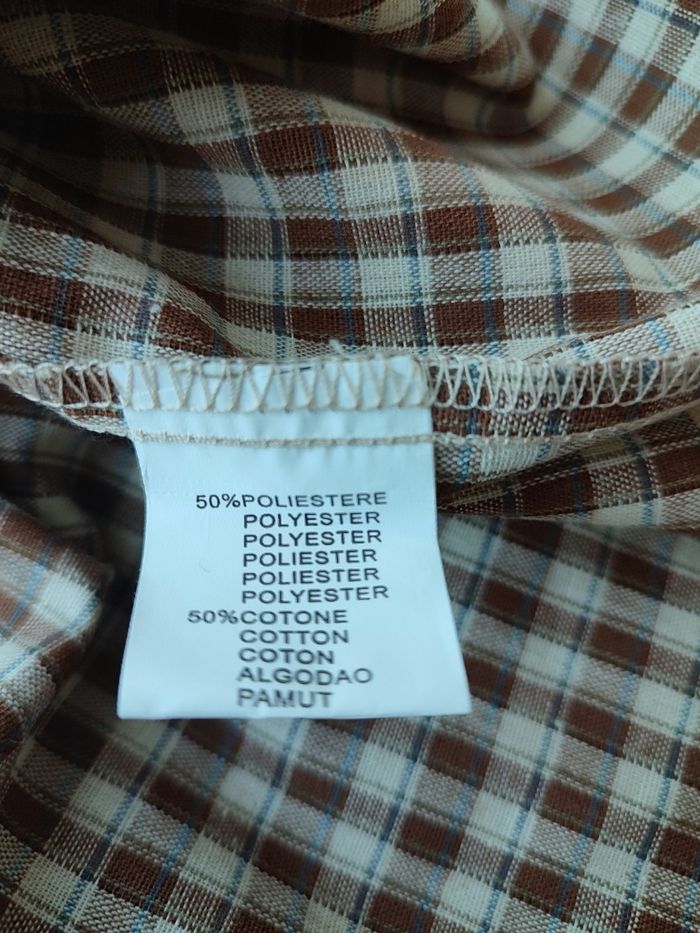 50%POLIESTERE
POLYESTER
POLYESTER
POLIESTER
POLIESTER
POLYESTER
50%COTONE
COTTON
COTON
ALGODAO
PAMUT